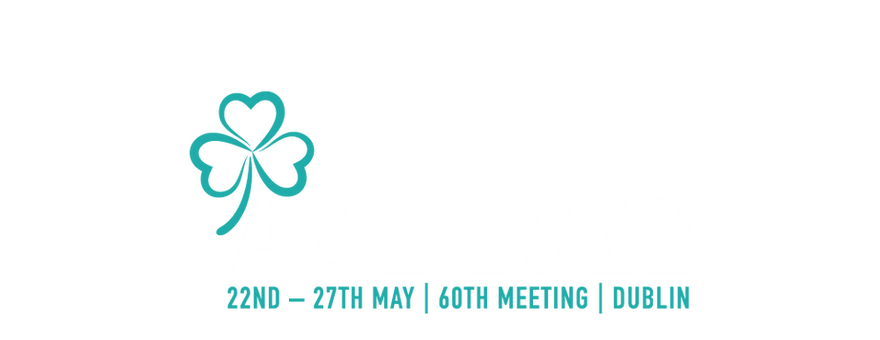 22ND – 27TH MAY | 60TH MEETING | DUBLIN